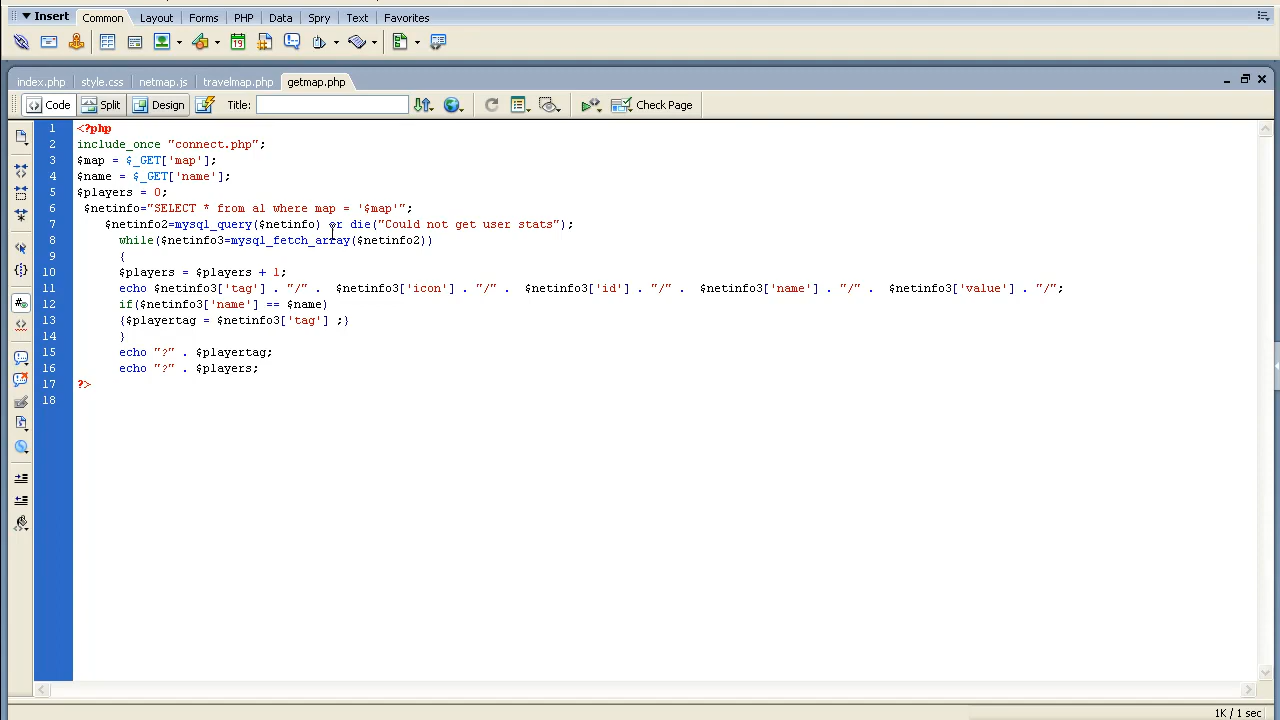 Insert Common Layout Forms PHP Data Spry Text Favorites
index.php style.css netmap.js travelmap.php getmap.php
Code Split Design Title: Check Page
1 <?php
2 include_once "connect.php";
3 $map = $_GET['map'];
4 $name = $_GET['name'];
5 $players = 0;
6 $netinfo="SELECT * from al where map = '$map'";
7 $netinfo2=mysql_query($netinfo) or die("Could not get user stats");
8 while($netinfo3=mysql_fetch_array($netinfo2))
9 {
10 $players = $players + 1;
11 echo $netinfo3['tag'] . "/" . $netinfo3['icon'] . "/" . $netinfo3['id'] . "/" . $netinfo3['name'] . "/" . $netinfo3['value'] . "/";
12 if($netinfo3['name'] == $name)
13 {$playertag = $netinfo3['tag'] ;}
14 }
15 echo "?" . $playertag;
16 echo "?" . $players;
17 ?>
18
1K / 1 sec